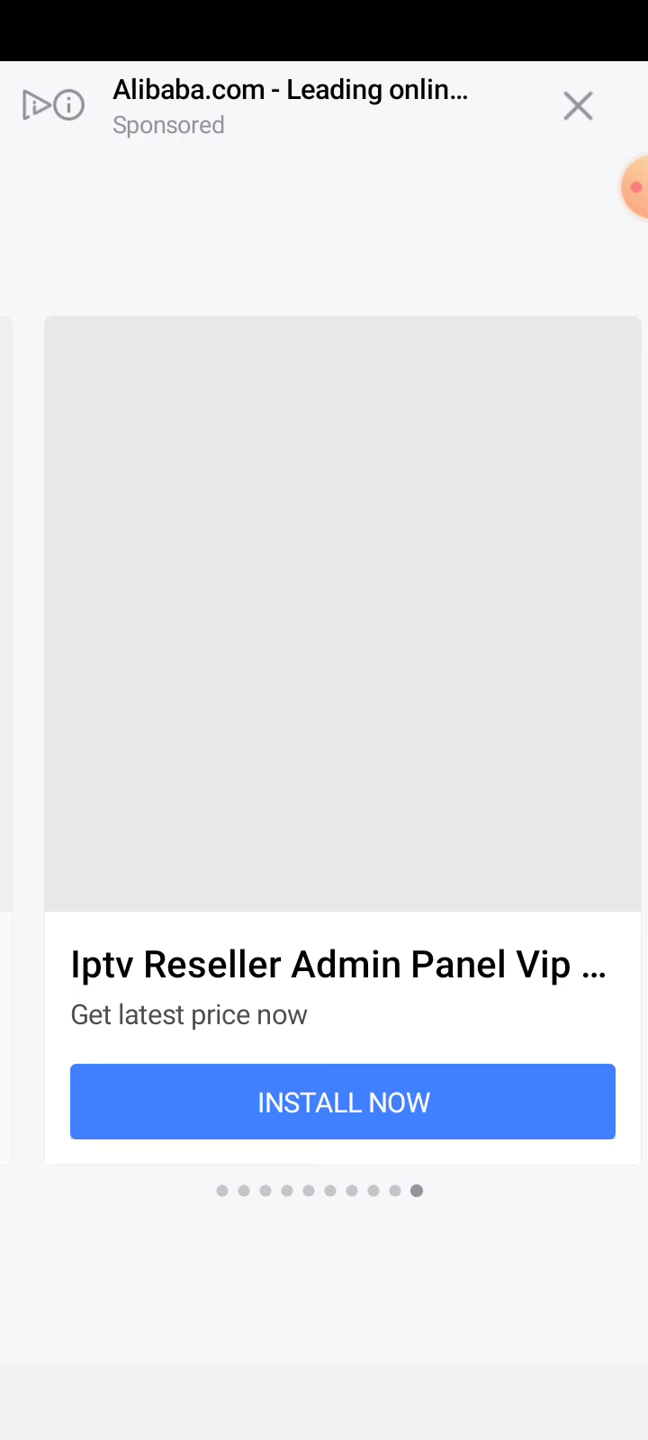 Alibaba.com - Leading onlin...
Sponsored
Iptv Reseller Admin Panel Vip ...
Get latest price now
INSTALL NOW